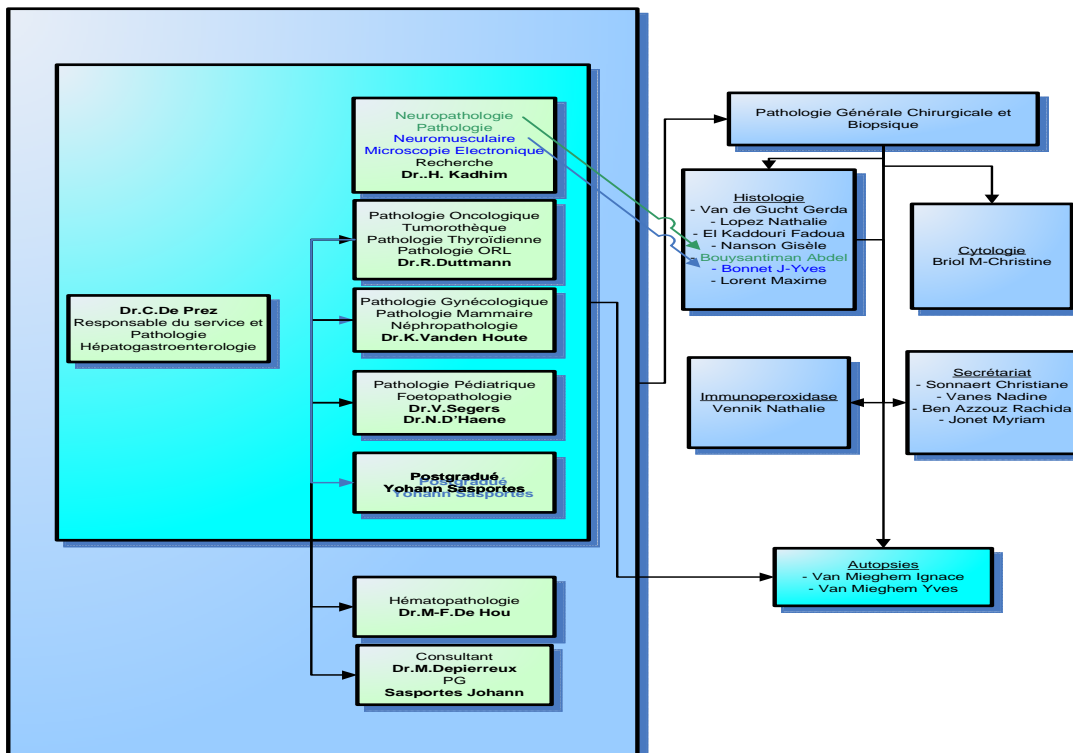 Neuropathologie
Pathologie
Neuromusculaire
Microscopie Electronique
Recherche
Dr..H. Kadhim
Pathologie Oncologique
Tumorothèque
Pathologie Thyroïdienne
Pathologie ORL
Dr.R.Duttmann
Dr.C.De Prez
Responsable du service et
Pathologie
Hépatogastroenterologie
Pathologie Gynécologique
Pathologie Mammaire
Néphropathologie
Dr.K.Vanden Houte
Pathologie Pédiatrique
Foetopathologie
Dr.V.Segers
Dr.N.D'Haene
Postgradué
Yohann Sasportes
Postgradué
Yohann Sasportes
Hématopathologie
Dr.M-F.De Hou
Consultant
Dr.M.Depierreux
PG
Sasportes Johann
Pathologie Générale Chirurgicale et
Biopsique
Histologie
- Van de Gucht Gerda
- Lopez Nathalie
- El Kaddouri Fadoua
- Nanson Gisèle
- Bouysantiman Abdel
- Bonnet J-Yves
- Lorent Maxime
Cytologie
Briol M-Christine
Immunoperoxidase
Vennik Nathalie
Secrétariat
- Sonnaert Christiane
- Vanes Nadine
- Ben Azzouz Rachida
- Jonet Myriam
Autopsies
- Van Mieghem Ignace
- Van Mieghem Yves